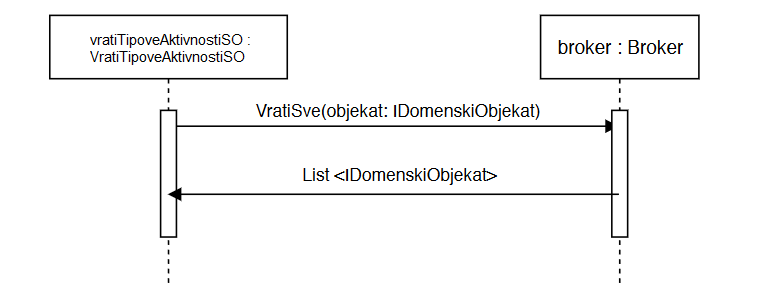 vratiTipoveAktivnostiSO :
VratiTipoveAktivnostiSO
broker : Broker
VratiSve(objekat: IDomenskiObjekat)
List <IDomenskiObjekat>